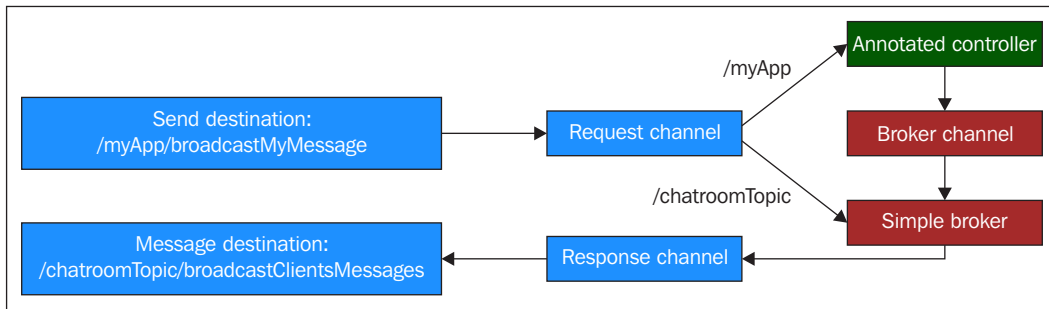 Annotated controller
/myApp
Send destination:
/myApp/broadcastMyMessage
Request channel
Broker channel
/chatroomTopic
Simple broker
Message destination:
/chatroomTopic/broadcastClientsMessages
Response channel